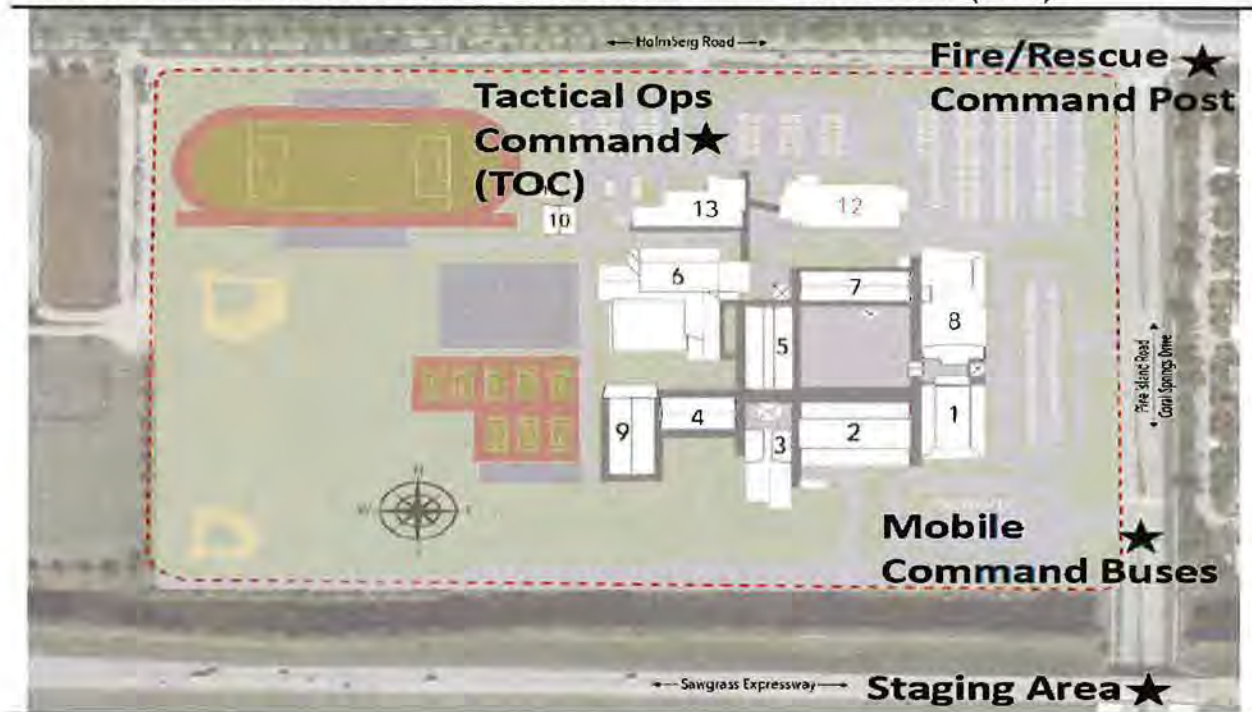 Holmberg Road
Fire/Rescue
Command Post
Tactical Ops
Command
(TOC)
10
13
12
6
7
8
5
9
4
3
2
1
Pine Island Road
Coral Springs Drive
N
W
E
Mobile
Command Buses
Sawgrass Expressway
Staging Area